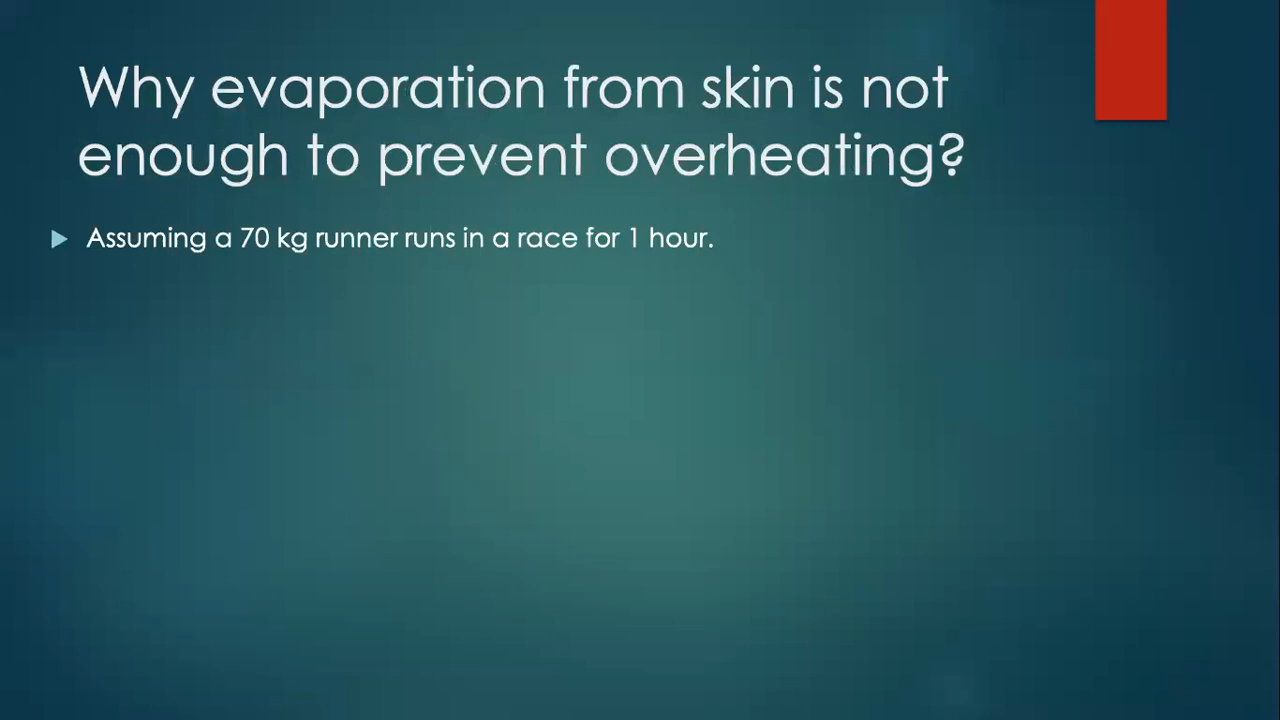 Why evaporation from skin is not
enough to prevent overheating?
Assuming a 70 kg runner runs in a race for 1 hour.